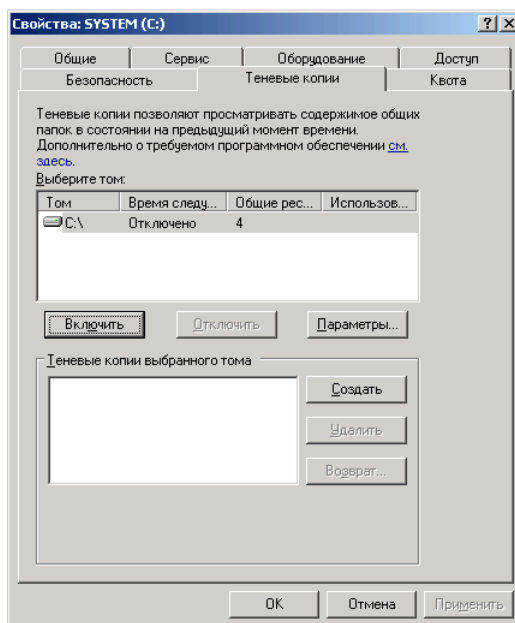 Свойства: SYSTEM (C:)
Общие Сервис Оборудование Доступ
Безопасность Теневые копии Квота
Теневые копии позволяют просматривать содержимое общих
папок в состоянии на предыдущий момент времени.
Дополнительно о требуемом программном обеспечении см.
здесь.
Выберите том:
Том Время следу... Общие рес... Использов...
C:\ Отключено 4
Включить Отключить Параметры...
Теневые копии выбранного тома
Создать
Удалить
Возврат...
OK Отмена Применить